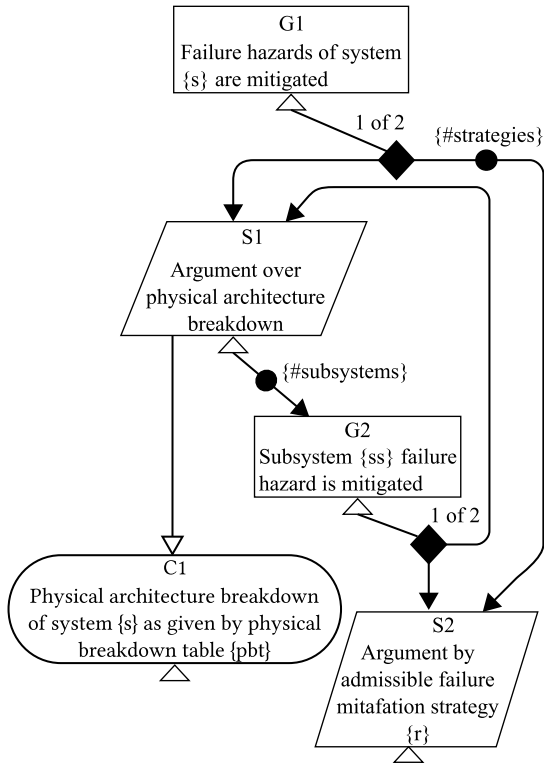 G1
Failure hazards of system
{s} are mitigated
1 of 2
{#strategies}
S1
Argument over
physical architecture
breakdown
{#subsystems}
G2
Subsystem {ss} failure
hazard is mitigated
1 of 2
C1
Physical architecture breakdown
of system {s} as given by physical
breakdown table {pbt}
S2
Argument by
admissible failure
mitafation strategy
{r}